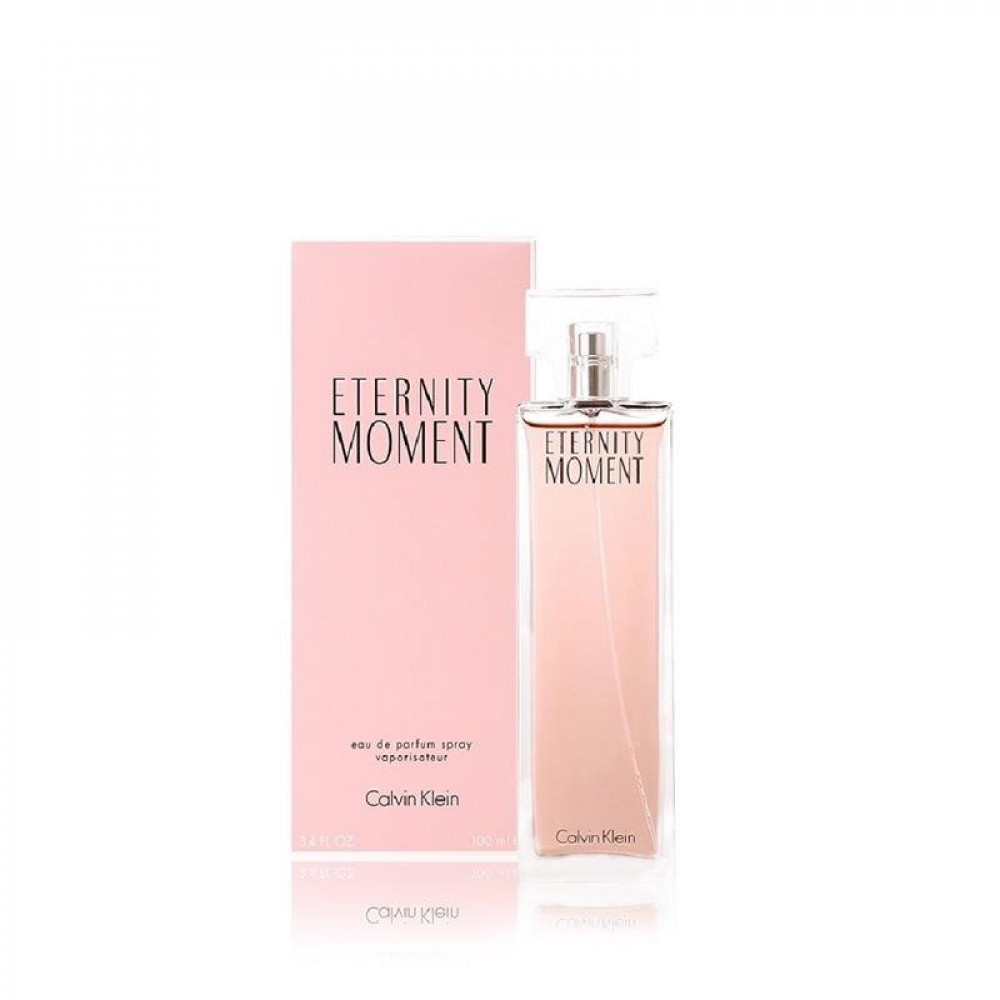 ETERNITY
MOMENT
eau de parfum spray
vaporisateur
Calvin Klein
3.4 FL OZ 100 ml e
ETERNITY
MOMENT
Calvin Klein